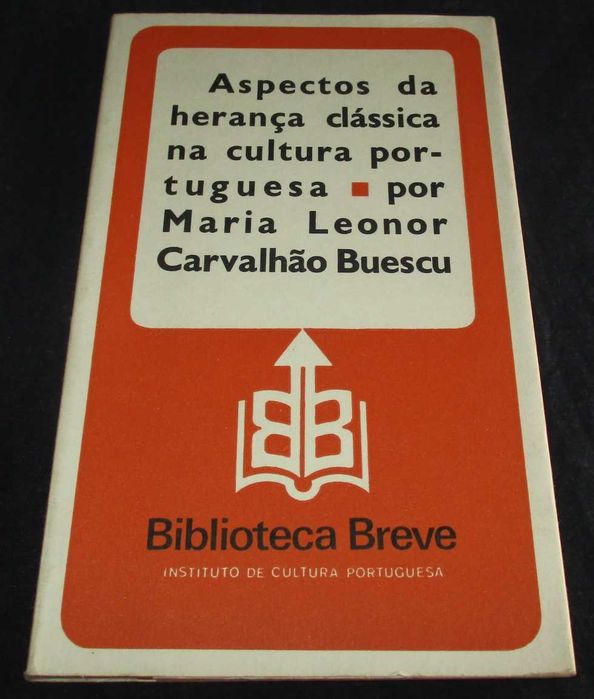 Aspectos da
herança clássica
na cultura por-
tuguesa ■ por
Maria Leonor
Carvalhão Buescu
BB
Biblioteca Breve
INSTITUTO DE CULTURA PORTUGUESA